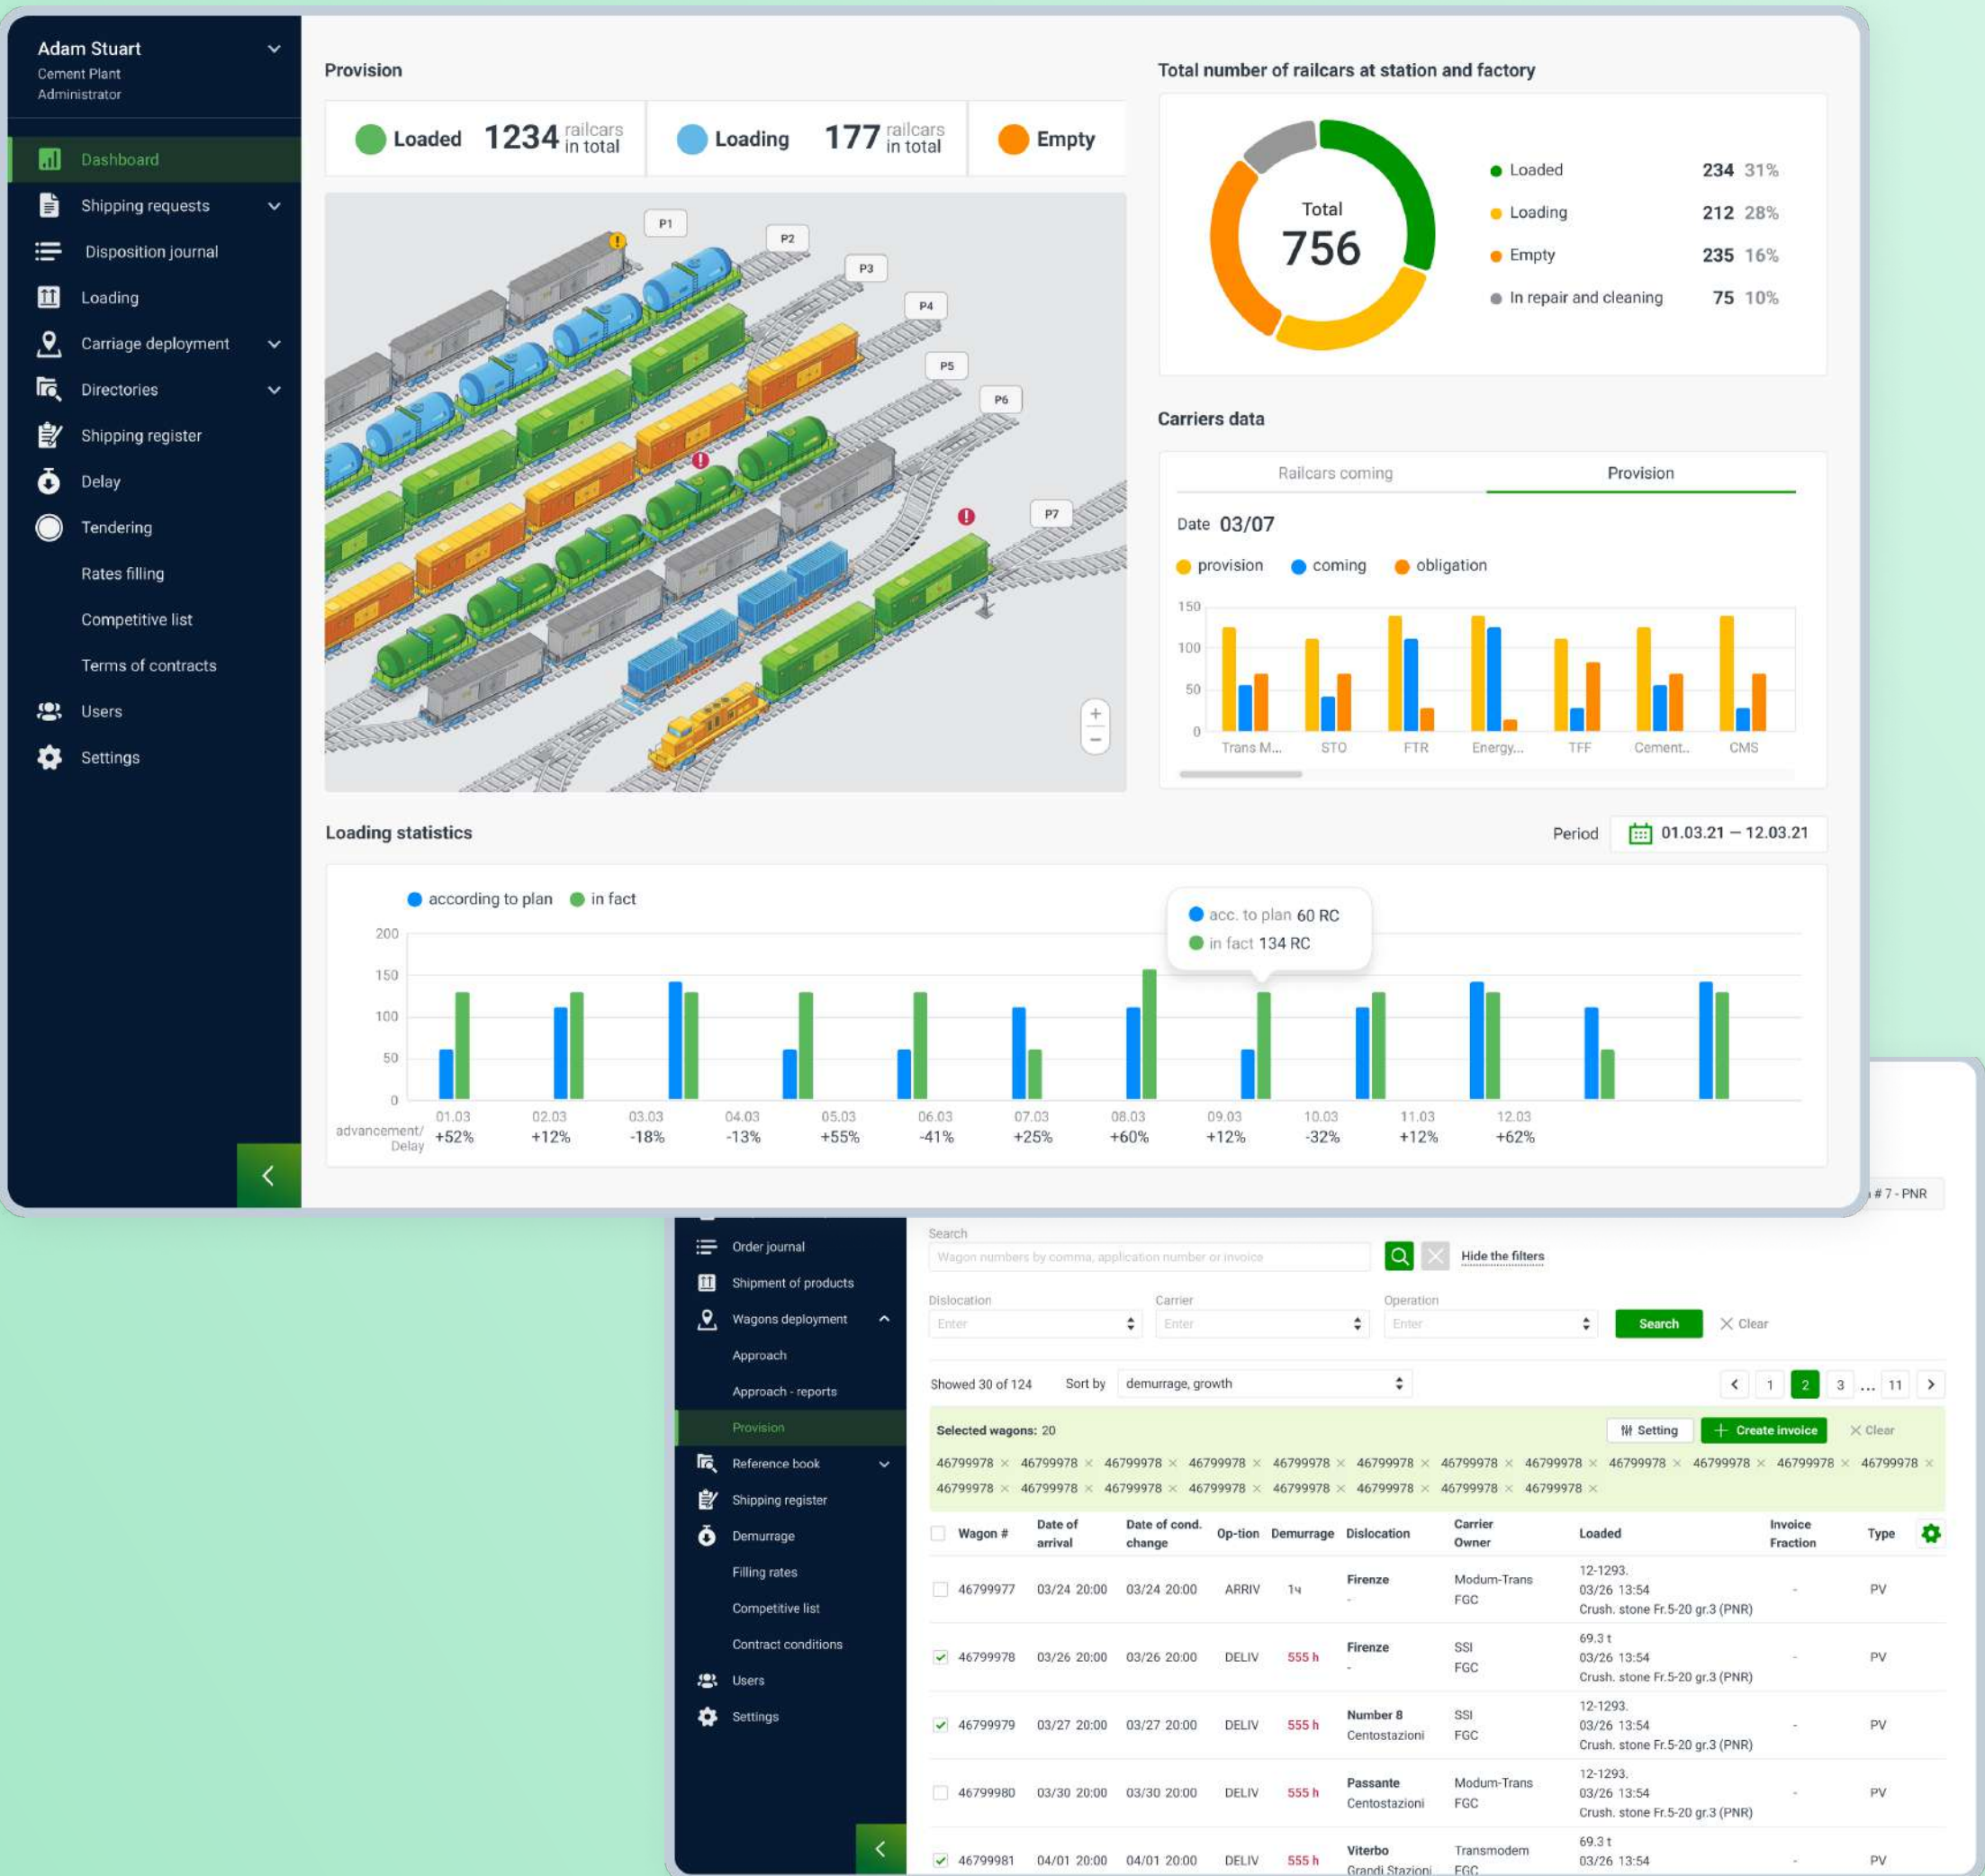 Adam Stuart
Cement Plant
Administrator
Dashboard
Shipping requests
Disposition journal
Loading
Carriage deployment
Directories
Shipping register
Delay
Tendering
Rates filling
Competitive list
Terms of contracts
Users
Settings
Provision
Loaded 1234 railcars in total
Loading 177 railcars in total
Empty
P1
P2
P3
P4
P5
P6
P7
+
−
Total number of railcars at station and factory
Total
756
Loaded 234 31%
Loading 212 28%
Empty 235 16%
In repair and cleaning 75 10%
Carriers data
Railcars coming Provision
Date 03/07
provision coming obligation
150
100
50
0
Trans M... STO FTR Energy,... TFF Cement.. CMS
Loading statistics
Period 01.03.21 — 12.03.21
according to plan in fact
acc. to plan 60 RC
in fact 134 RC
200
150
100
50
0
01.03 02.03 03.03 04.03 05.03 06.03 07.03 08.03 09.03 10.03 11.03 12.03
advancement/
Delay
+52% +12% -18% -13% +55% -41% +25% +60% +12% -32% +12% +62%
# 7 - PNR
Order journal
Shipment of products
Wagons deployment
Approach
Approach - reports
Provision
Reference book
Shipping register
Demurrage
Filling rates
Competitive list
Contract conditions
Users
Settings
Search
Wagon numbers by comma, application number or invoice
Hide the filters
Dislocation Carrier Operation
Enter Enter Enter Search Clear
Showed 30 of 124 Sort by demurrage, growth
1 2 3 ... 11
Selected wagons: 20
Setting Create invoice Clear
46799978 × 46799978 × 46799978 × 46799978 × 46799978 × 46799978 × 46799978 × 46799978 × 46799978 × 46799978 × 46799978 × 46799978 ×
46799978 × 46799978 × 46799978 × 46799978 × 46799978 × 46799978 × 46799978 × 46799978 ×
Wagon # Date of arrival Date of cond. change Op-tion Demurrage Dislocation Carrier Owner Loaded Invoice Fraction Type
12-1293.
46799977 03/24 20:00 03/24 20:00 ARRIV 1ч Firenze Modum-Trans 03/26 13:54 - PV
- FGC Crush. stone Fr.5-20 gr.3 (PNR)
69.3 t
46799978 03/26 20:00 03/26 20:00 DELIV 555 h Firenze SSI 03/26 13:54 - PV
- FGC Crush. stone Fr.5-20 gr.3 (PNR)
12-1293.
46799979 03/27 20:00 03/27 20:00 DELIV 555 h Number 8 SSI 03/26 13:54 - PV
Centostazioni FGC Crush. stone Fr.5-20 gr.3 (PNR)
12-1293.
46799980 03/30 20:00 03/30 20:00 DELIV 555 h Passante Modum-Trans 03/26 13:54 - PV
Centostazioni FGC Crush. stone Fr.5-20 gr.3 (PNR)
69.3 t
46799981 04/01 20:00 04/01 20:00 DELIV 555 h Viterbo Transmodem 03/26 13:54 - PV
Grandi Stazioni FGC